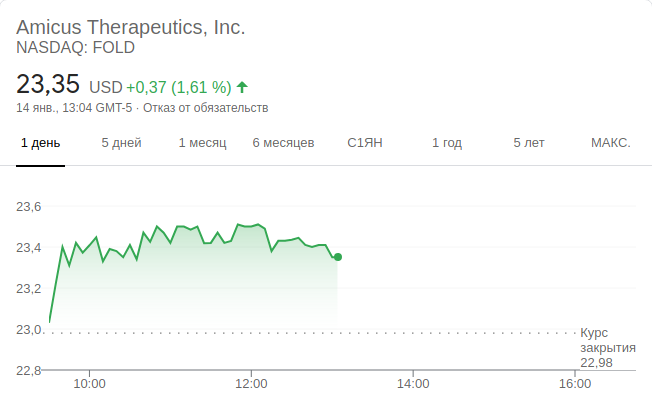 Amicus Therapeutics, Inc.
NASDAQ: FOLD
23,35 USD +0,37 (1,61 %)
14 янв., 13:04 GMT-5 · Отказ от обязательств
1 день 5 дней 1 месяц 6 месяцев С1ЯН 1 год 5 лет МАКС.
23,6
23,4
23,2
23,0
22,8
Курс
закрытия
22,98
10:00 12:00 14:00 16:00